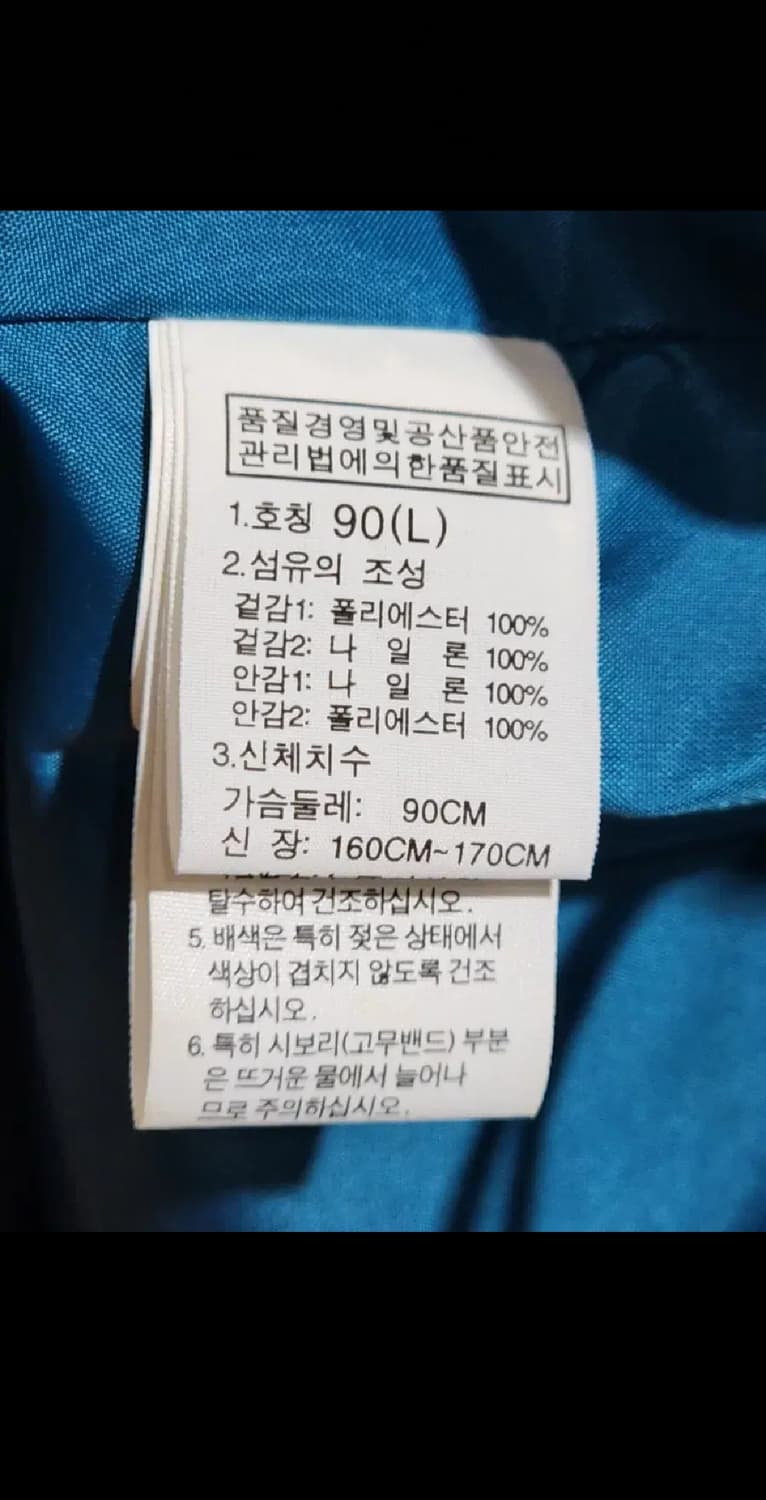 품질경영및공산품안전
관리법에의한품질표시
1.호칭 90(L)
2.섬유의 조성
겉감1: 폴리에스터 100%
겉감2: 나 일 론 100%
안감1: 나 일 론 100%
안감2: 폴리에스터 100%
3.신체치수
가슴둘레: 90CM
신 장: 160CM~170CM
탈수하여 건조하십시오.
5. 배색은 특히 젖은 상태에서
색상이 겹치지 않도록 건조
하십시오.
6. 특히 시보리(고무밴드) 부분
은 뜨거운 물에서 늘어나
므로 주의하십시오.